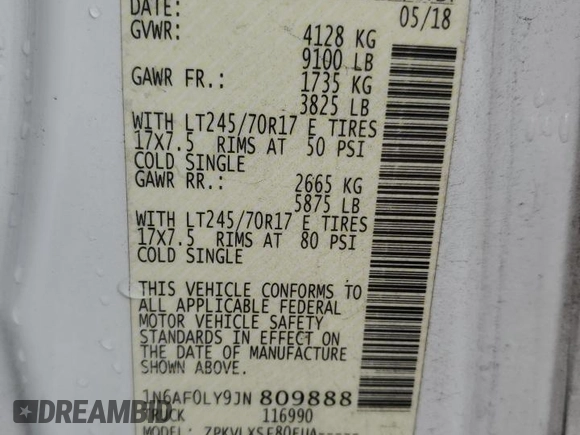 DATE: 05/18
GVWR: 4128 KG
9100 LB
GAWR FR.: 1735 KG
3825 LB
WITH LT245/70R17 E TIRES
17X7.5 RIMS AT 50 PSI
COLD SINGLE
GAWR RR.: 2665 KG
5875 LB
WITH LT245/70R17 E TIRES
17X7.5 RIMS AT 80 PSI
COLD SINGLE
THIS VEHICLE CONFORMS TO
ALL APPLICABLE FEDERAL
MOTOR VEHICLE SAFETY
STANDARDS IN EFFECT ON
THE DATE OF MANUFACTURE
SHOWN ABOVE.
1N6AF0LY9JN 809888
TRUCK 116990
MODEL:
DREAMBID